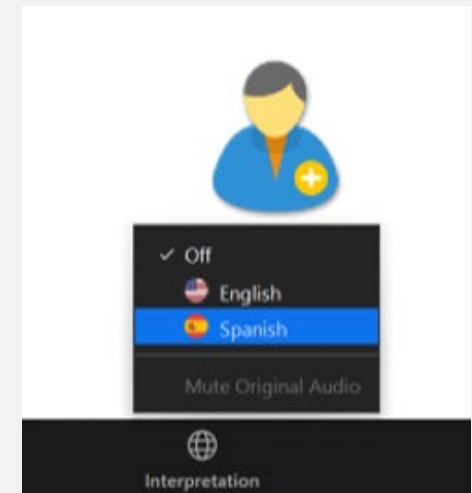 Off
English
Spanish
Mute Original Audio
Interpretation